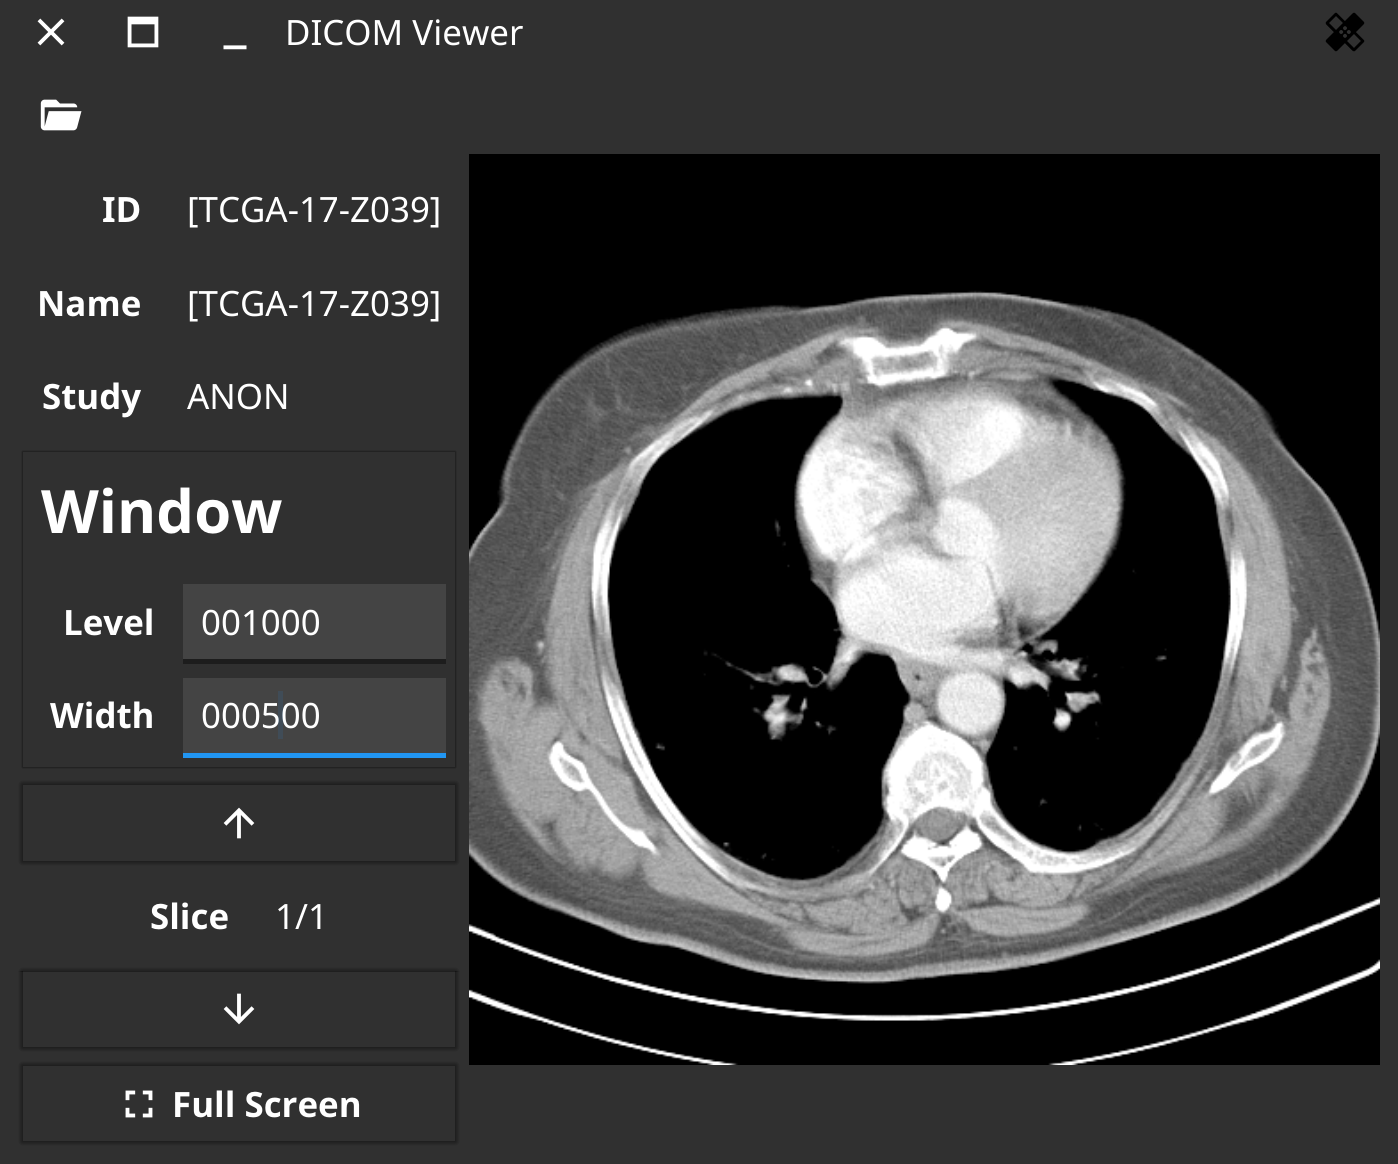 DICOM Viewer
ID [TCGA-17-Z039]
Name [TCGA-17-Z039]
Study ANON
Window
Level 001000
Width 000500
Slice 1/1
Full Screen